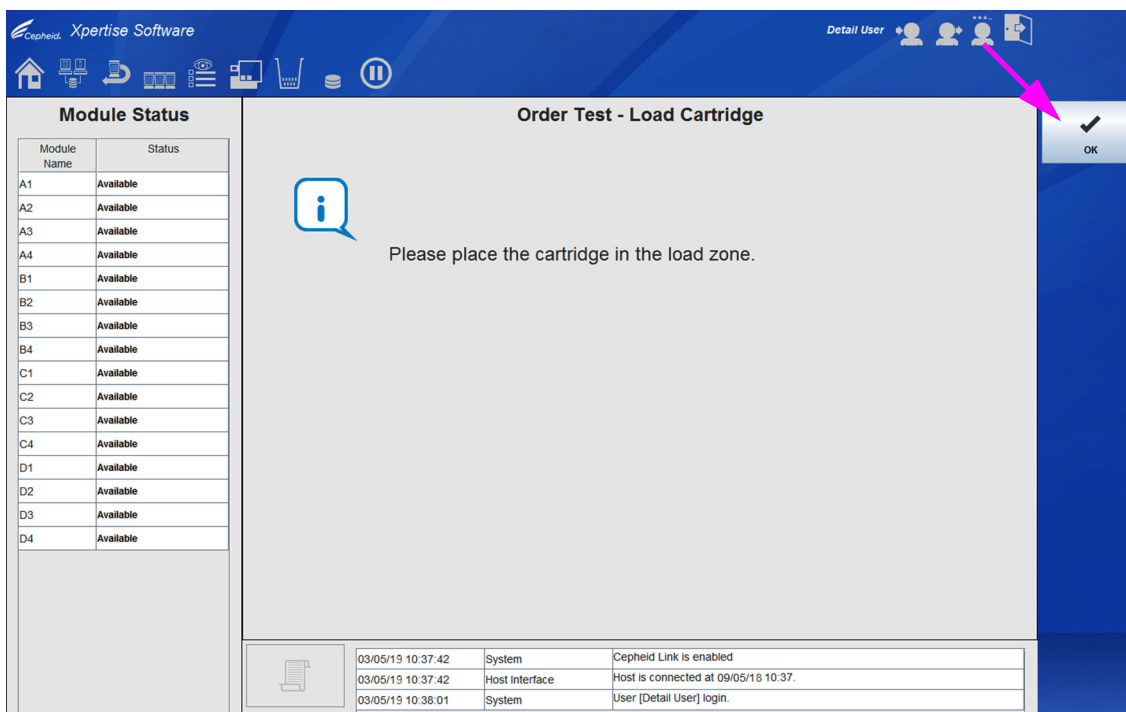 Cepheid. Xpertise Software
Detail User
Module Status
Order Test - Load Cartridge
OK
Module Name Status
A1 Available
A2 Available
A3 Available
A4 Available
B1 Available
B2 Available
B3 Available
B4 Available
C1 Available
C2 Available
C3 Available
C4 Available
D1 Available
D2 Available
D3 Available
D4 Available
Please place the cartridge in the load zone.
03/05/19 10:37:42 System Cepheid Link is enabled
03/05/19 10:37:42 Host Interface Host is connected at 09/05/18 10:37.
03/05/19 10:38:01 System User [Detail User] login.